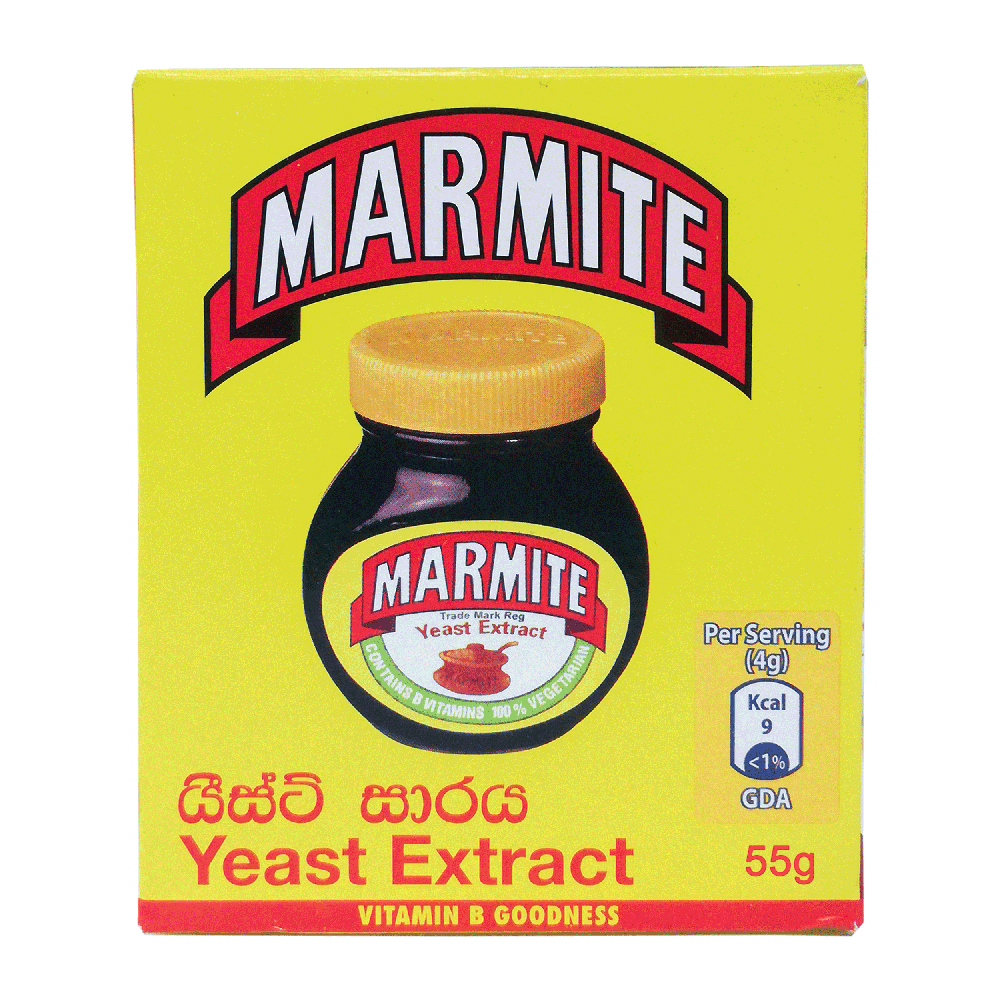 MARMITE
MARMITE
MARMITE
Trade Mark Reg
Yeast Extract
CONTAINS B VITAMINS 100% VEGETARIAN
Per Serving
(4g)
Kcal
9
<1%
GDA
යීස්ට් සාරය
Yeast Extract
55g
VITAMIN B GOODNESS